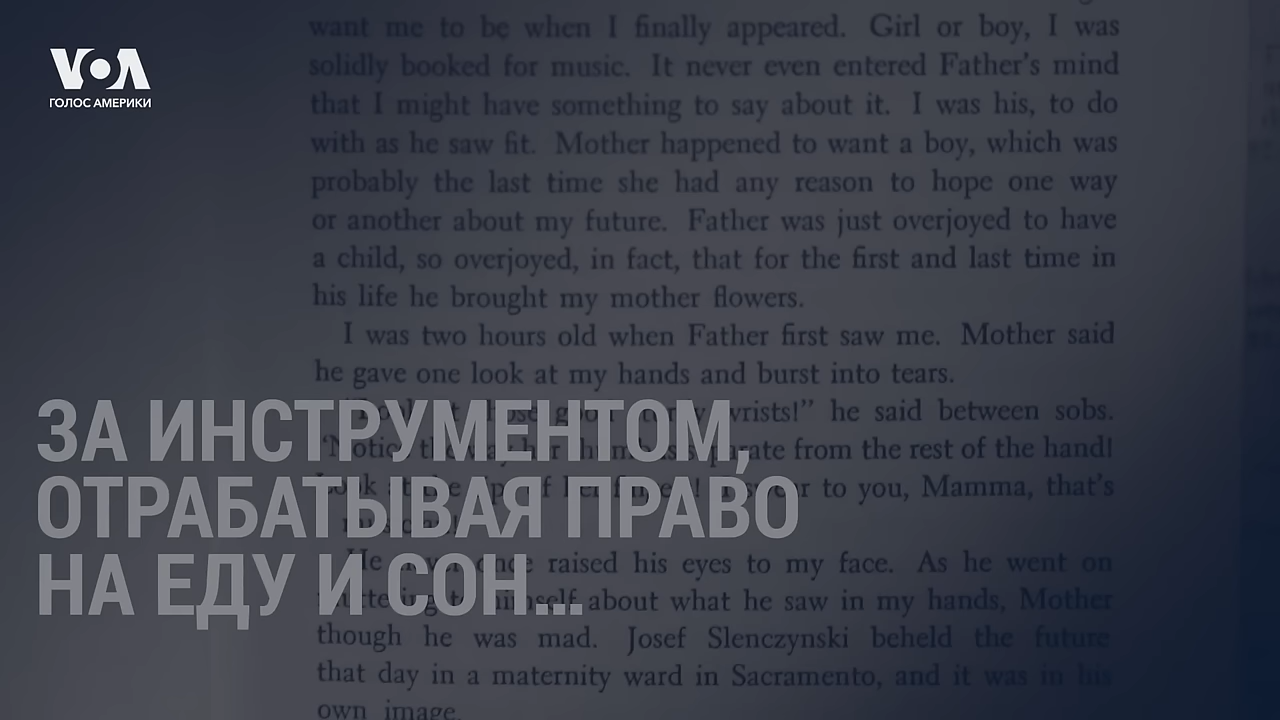 VOA
ГОЛОС АМЕРИКИ
want me to be when I finally appeared. Girl or boy, I was
solidly booked for music. It never even entered Father's mind
that I might have something to say about it. I was his, to do
with as he saw fit. Mother happened to want a boy, which was
probably the last time she had any reason to hope one way
or another about my future. Father was just overjoyed to have
a child, so overjoyed, in fact, that for the first and last time in
his life he brought my mother flowers.
I was two hours old when Father first saw me. Mother said
he gave one look at my hands and burst into tears.
wrists!" he said between sobs.
from the rest of the hand!
to you, Mamma, that's
He once raised his eyes to my face. As he went on
himself about what he saw in my hands, Mother
though he was mad. Josef Slenczynski beheld the future
that day in a maternity ward in Sacramento, and it was in his
own image.
ЗА ИНСТРУМЕНТОМ,
ОТРАБАТЫВАЯ ПРАВО
НА ЕДУ И СОН...